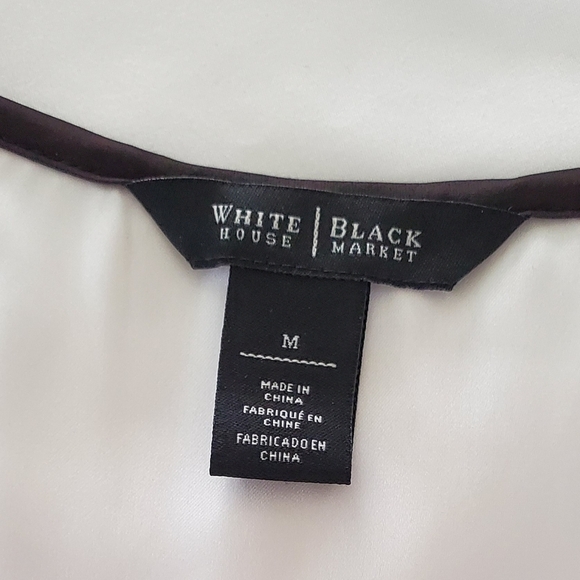 WHITE | BLACK
HOUSE | MARKET
M
MADE IN
CHINA
FABRIQUÉ EN
CHINE
FABRICADO EN
CHINA